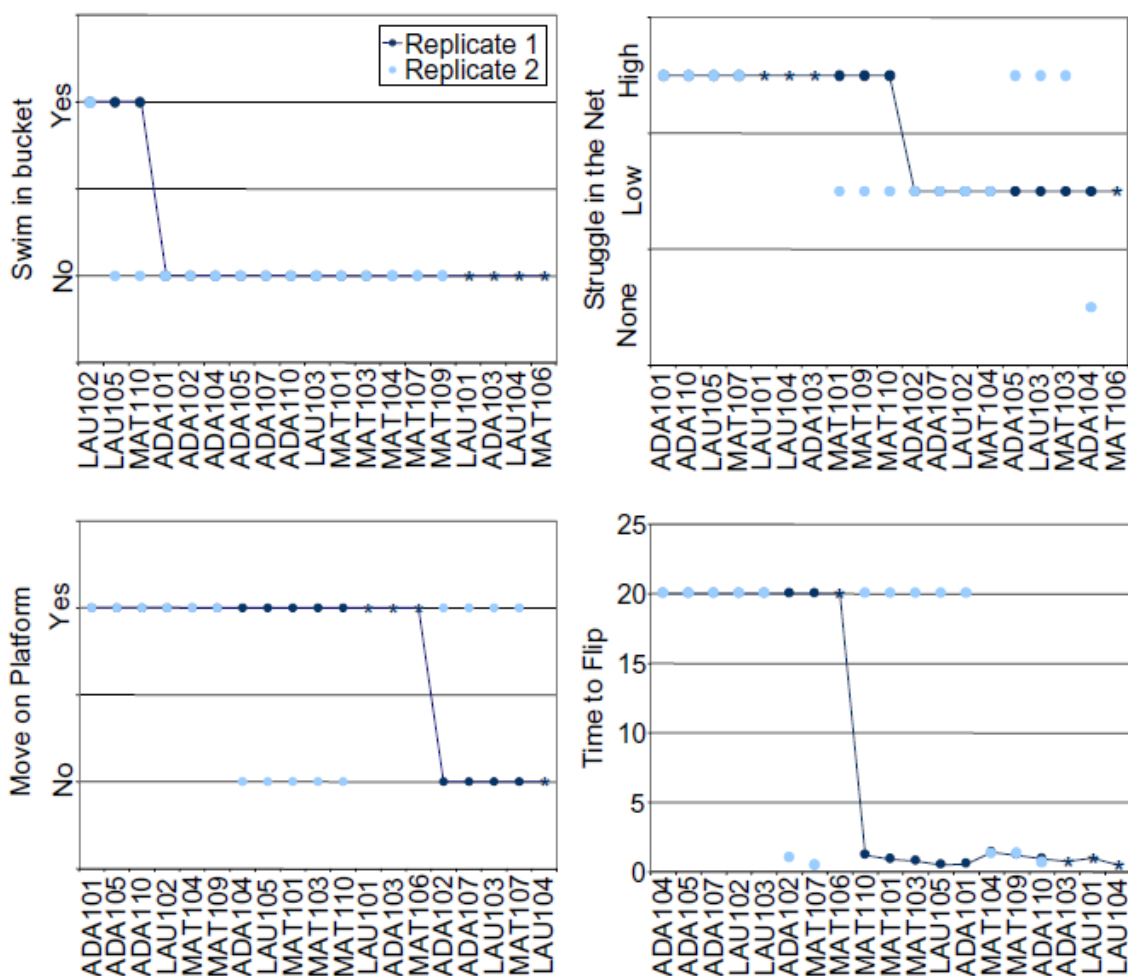 Replicate 1
Replicate 2
Swim in bucket
Yes
No
LAU102
LAU105
MAT110
ADA101
ADA102
ADA104
ADA105
ADA107
ADA110
LAU103
MAT101
MAT103
MAT104
MAT107
MAT109
LAU101
ADA103
LAU104
MAT106
Struggle in the Net
High
Low
None
ADA101
ADA110
LAU105
MAT107
LAU101
LAU104
ADA103
MAT101
MAT109
MAT110
ADA102
ADA107
LAU102
MAT104
ADA105
LAU103
MAT103
ADA104
MAT106
Move on Platform
Yes
No
ADA101
ADA105
ADA110
LAU102
MAT104
MAT109
ADA104
LAU105
MAT101
MAT103
MAT110
LAU101
ADA103
MAT106
ADA102
ADA107
LAU103
MAT107
LAU104
Time to Flip
25
20
15
10
5
0
ADA104
ADA105
ADA107
LAU102
LAU103
ADA102
MAT107
MAT106
MAT110
MAT101
MAT103
LAU105
ADA101
MAT104
MAT109
ADA110
ADA103
LAU101
LAU104